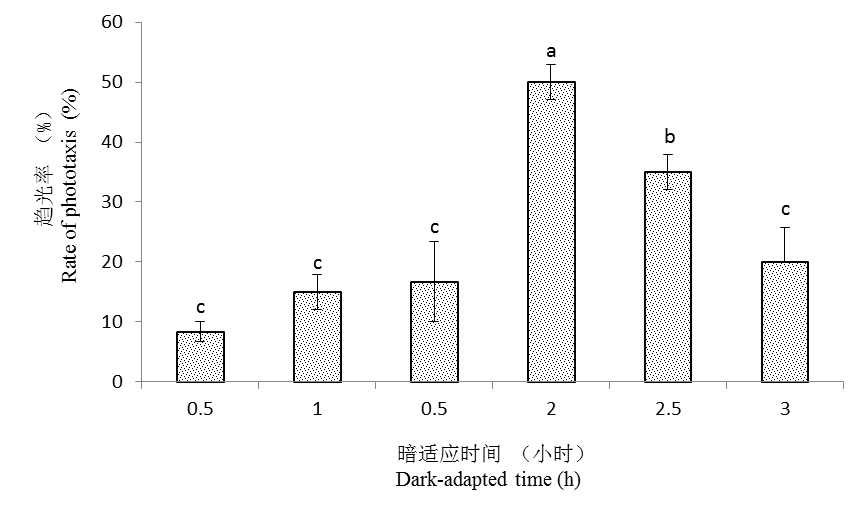 60
50
40
30
20
10
0
趋光率 （%）
Rate of phototaxis (%)
c
c
c
a
b
c
0.5 1 0.5 2 2.5 3
暗适应时间 （小时）
Dark-adapted time (h)